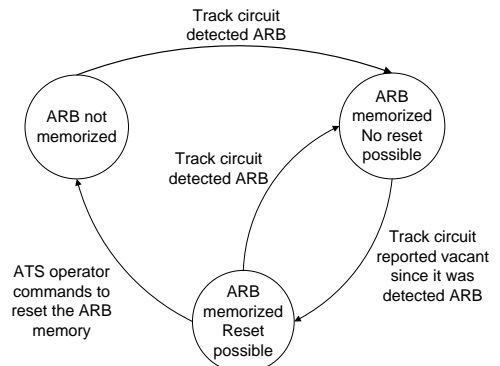 Track circuit
detected ARB
ARB not
memorized
ARB
memorized
No reset
possible
Track circuit
detected ARB
Track circuit
reported vacant
since it was
detected ARB
ATS operator
commands to
reset the ARB
memory
ARB
memorized
Reset
possible